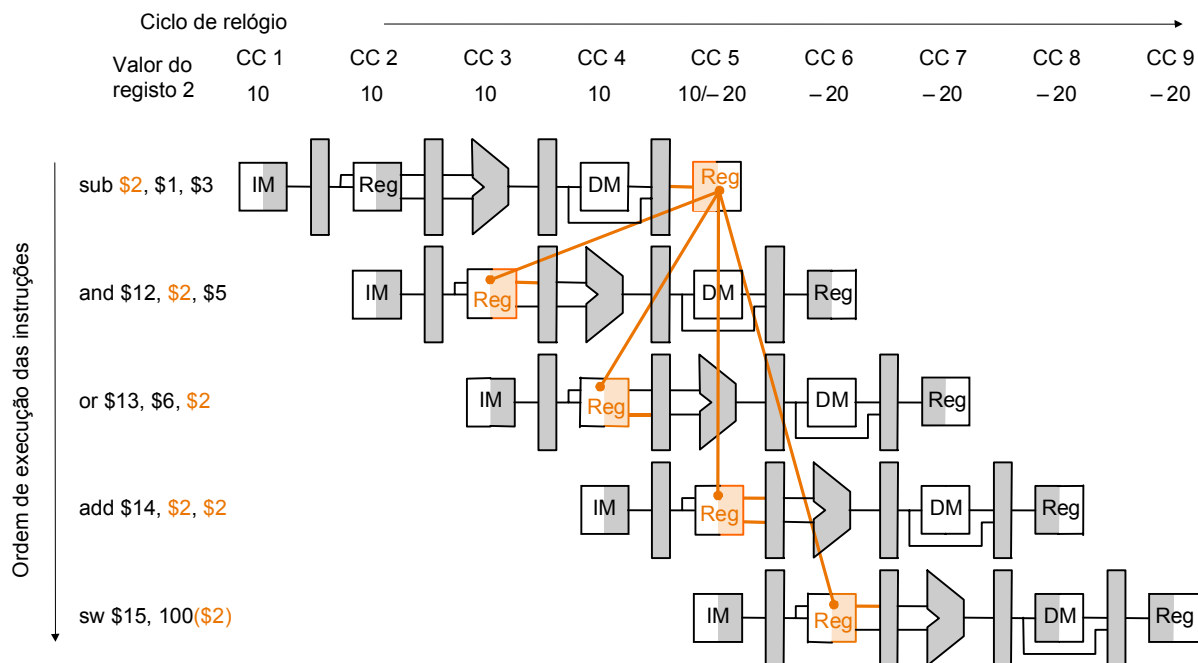 Ciclo de relógio
Valor do registo 2
CC 1 CC 2 CC 3 CC 4 CC 5 CC 6 CC 7 CC 8 CC 9
10 10 10 10 10/– 20 – 20 – 20 – 20 – 20
Ordem de execução das instruções
sub $2, $1, $3
IM Reg DM Reg
and $12, $2, $5
IM Reg DM Reg
or $13, $6, $2
IM Reg DM Reg
add $14, $2, $2
IM Reg DM Reg
sw $15, 100($2)
IM Reg DM Reg